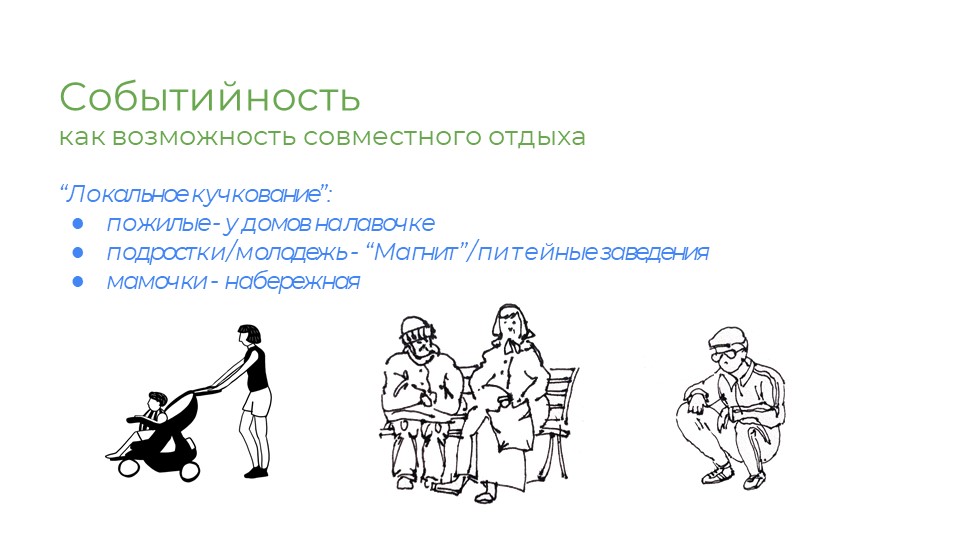 Событийность
как возможность совместного отдыха
“Локальное кучкование”:
● пожилые - у домов на лавочке
● подростки/молодежь - “Магнит”/питейные заведения
● мамочки - набережная